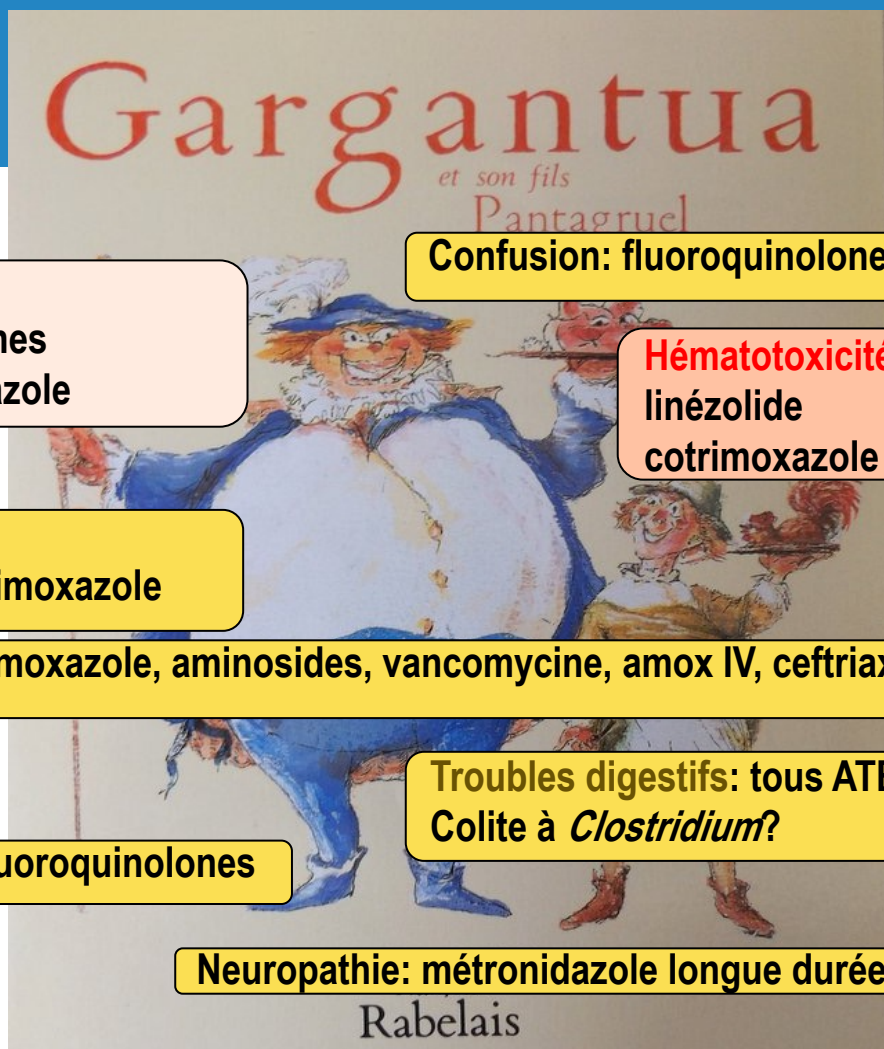 Gargantua
et son fils
Pantagruel
Confusion: fluoroquinolone
nes
azole
Hématotoxicité
linézolide
cotrimoxazole
imoxazole
moxazole, aminosides, vancomycine, amox IV, ceftriax
Troubles digestifs: tous ATB
Colite à Clostridium?
uoroquinolones
Neuropathie: métronidazole longue durée
Rabelais